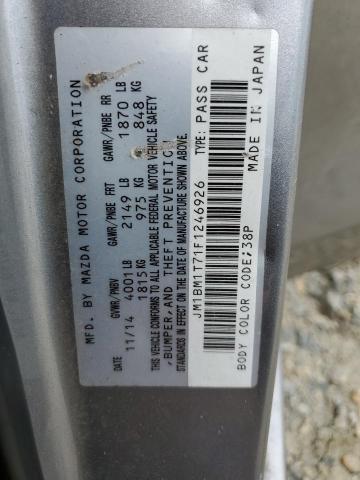 MFD. BY MAZDA MOTOR CORPORATION
GVWR/PNBV GAWR/PNBE FRT GAWR/PNBE RR
DATE
11/14 4001 LB 2149 LB 1870 LB
1815 KG 975 KG 848 KG
THIS VEHICLE CONFORMS TO ALL APPLICABLE FEDERAL MOTOR VEHICLE SAFETY
, BUMPER, AND THEFT PREVENTION
STANDARDS IN EFFECT ON THE DATE OF MANUFACTURE SHOWN ABOVE.
JM1BM1T71F1246926 TYPE: PASS CAR
BODY COLOR CODE;38P MADE IN JAPAN